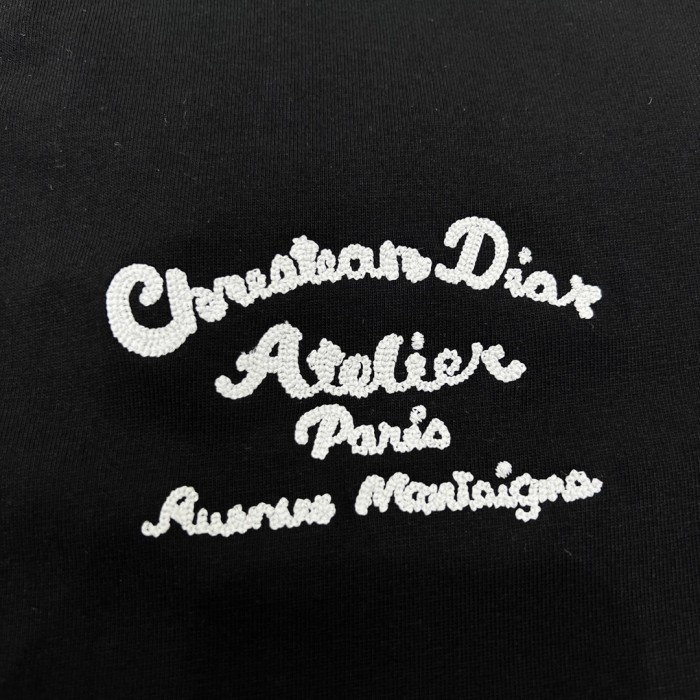 Christian Dior
Atelier
Paris
Avenue Montaigne